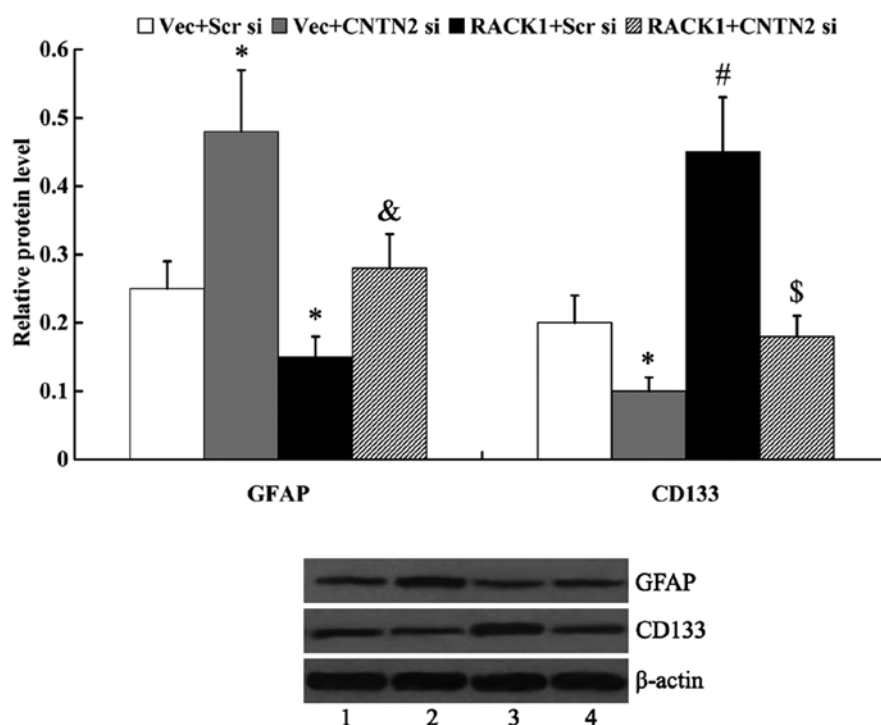 Vec+Scr si Vec+CNTN2 si RACK1+Scr si RACK1+CNTN2 si
Relative protein level
0.6
0.5
0.4
0.3
0.2
0.1
0
*
*
&
*
#
$
GFAP CD133
GFAP
CD133
β-actin
1 2 3 4